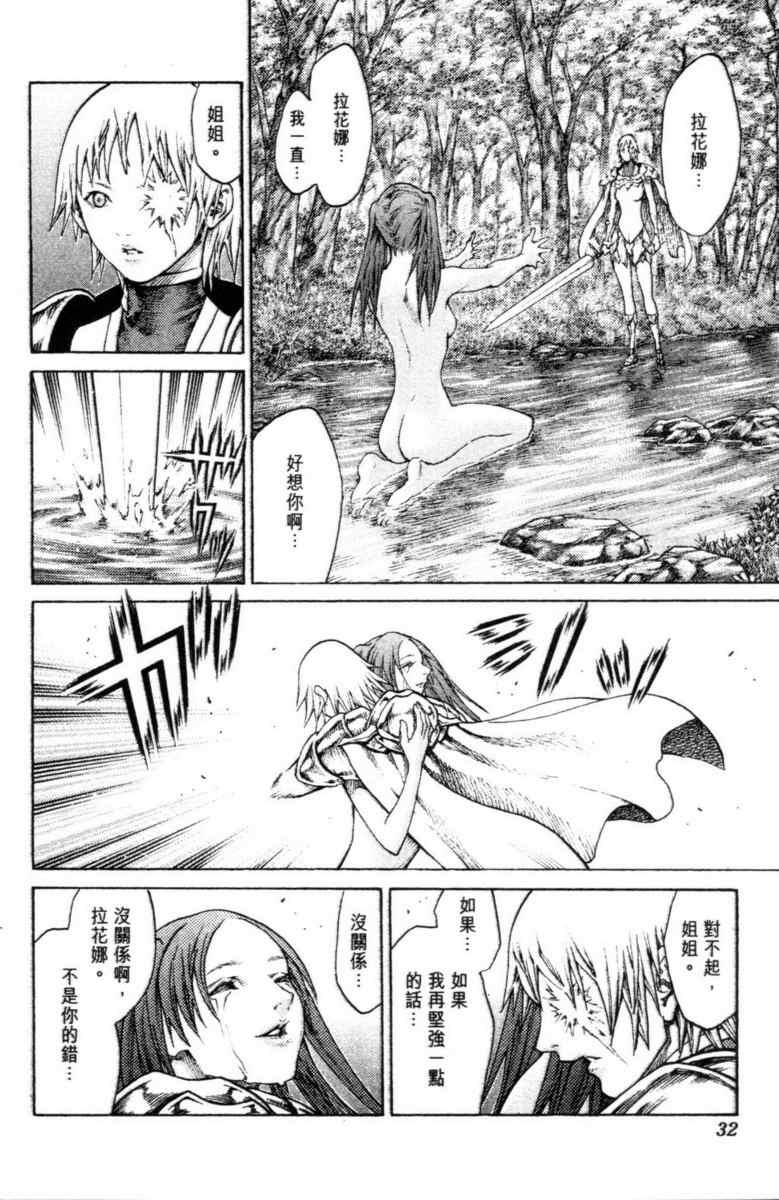 拉花娜…
拉花娜…
我一直…
好想你啊…
姐姐。
ガ
對不起，
姐姐。
如果…
如果
我再堅強一點
的話…
沒關係…
沒關係啊，
拉花娜。
不是你的錯…
32